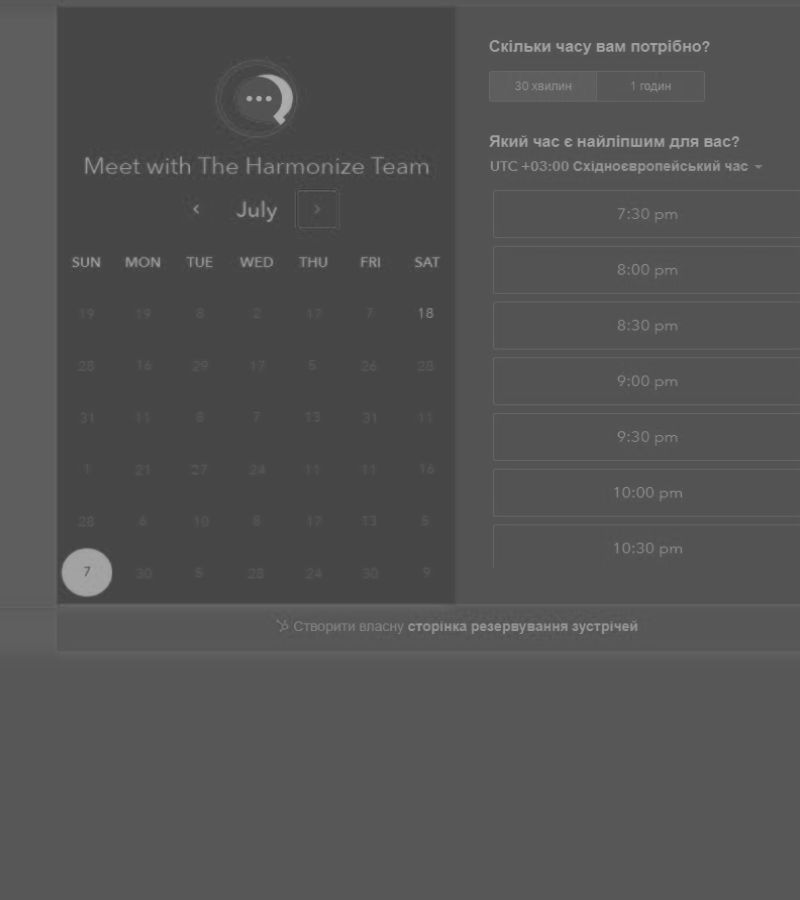 Meet with The Harmonize Team
July
SUN MON TUE WED THU FRI SAT
19 19 8 2 17 7 18
28 16 29 17 5 26 28
31 11 8 7 13 31 11
1 21 27 24 11 11 16
28 6 10 8 17 13 5
7 30 5 28 24 30 9
Скільки часу вам потрібно?
30 хвилин 1 годин
Який час є найліпшим для вас?
UTC +03:00 Східноєвропейський час
7:30 pm
8:00 pm
8:30 pm
9:00 pm
9:30 pm
10:00 pm
10:30 pm
Створити власну сторінка резервування зустрічей